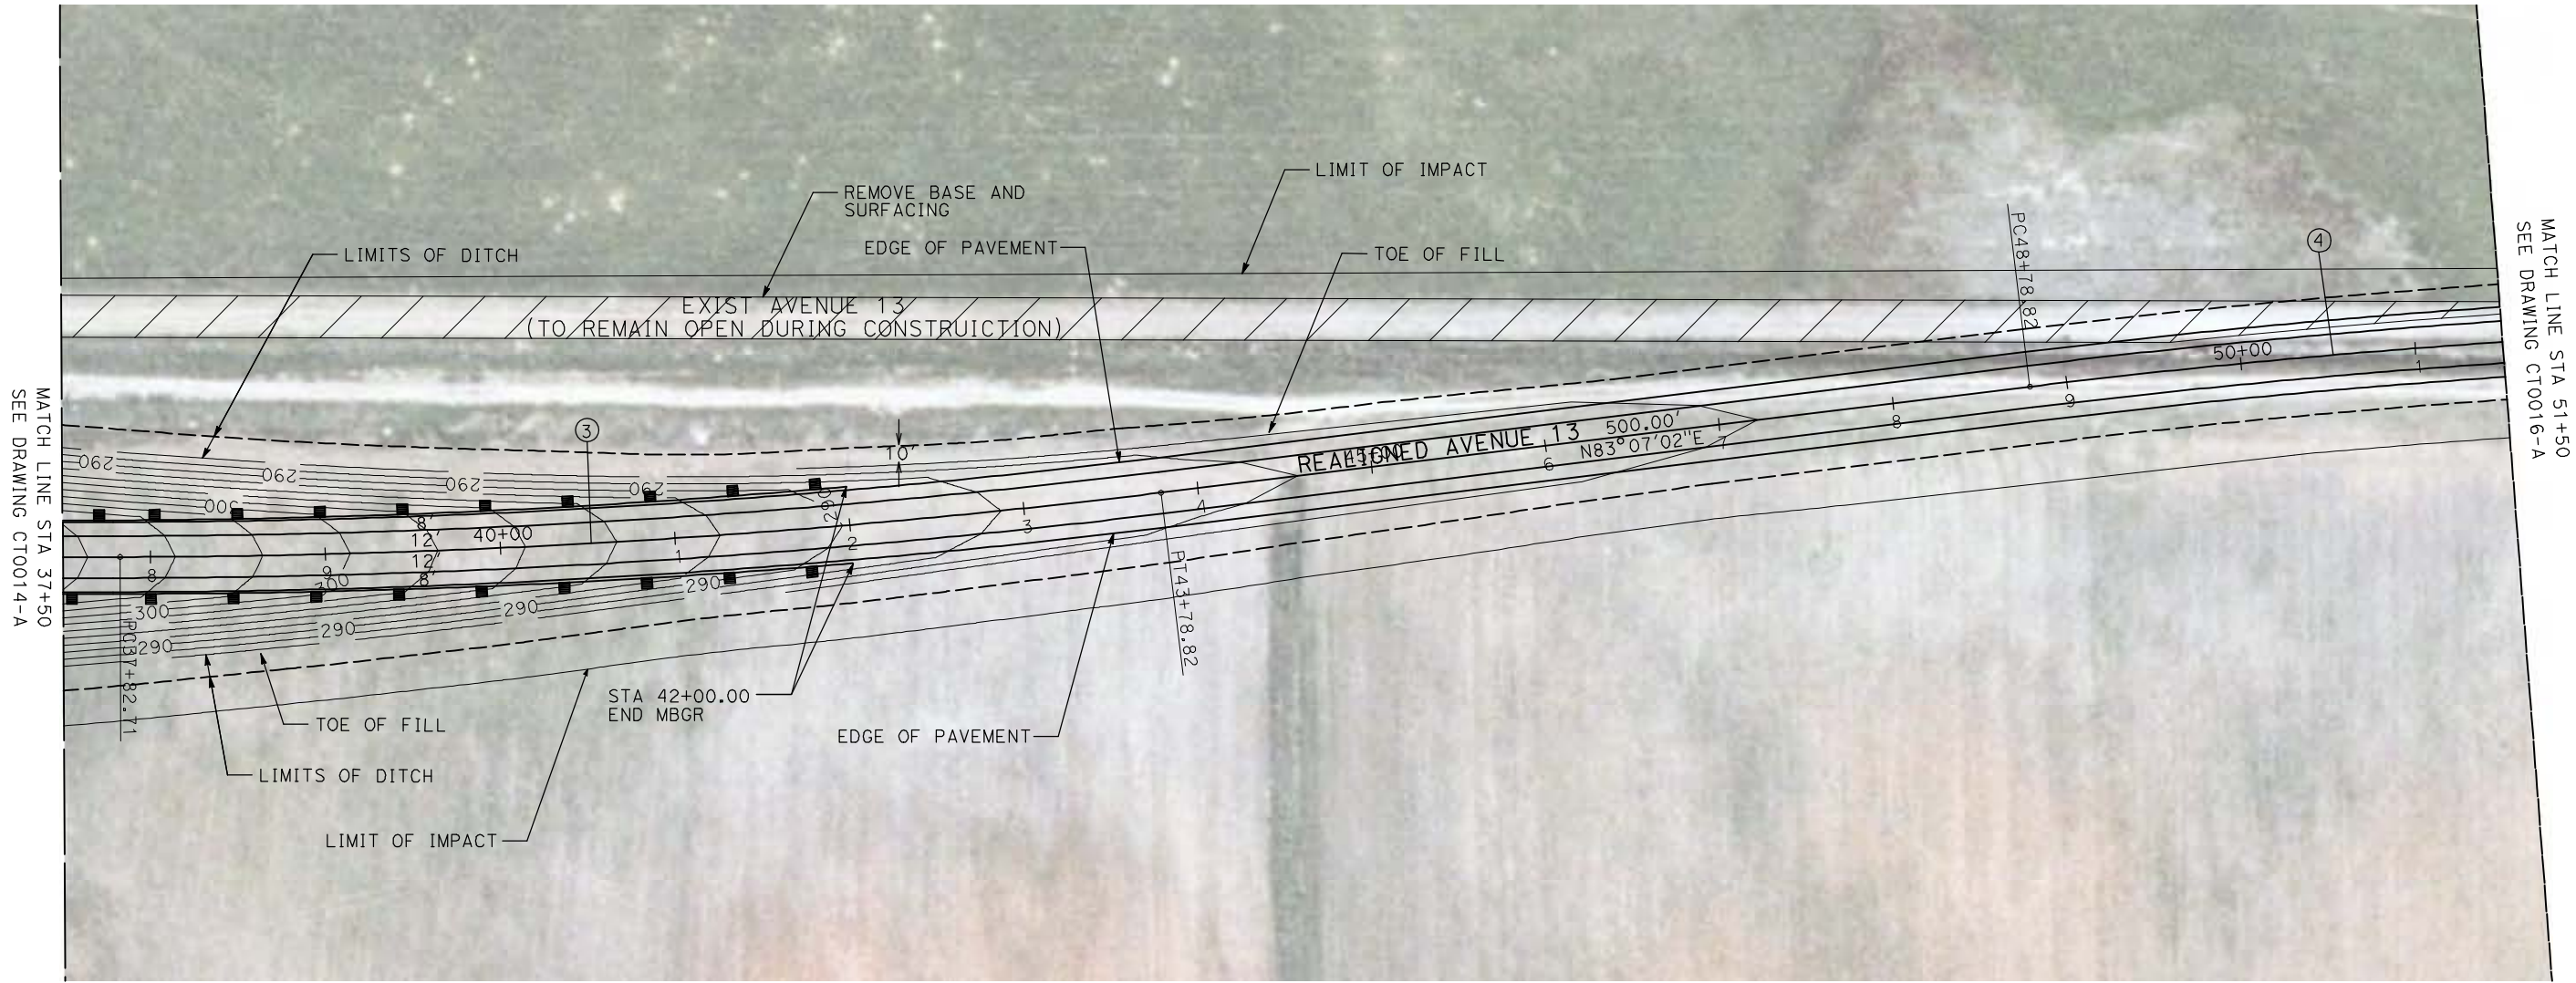 LIMIT OF IMPACT
REMOVE BASE AND
SURFACING
LIMITS OF DITCH
EDGE OF PAVEMENT
TOE OF FILL
PC48+78.82
4
MATCH LINE STA 51+50
SEE DRAWING CT0016-A
EXIST AVENUE 13
(TO REMAIN OPEN DURING CONSTRUICTION)
50+00
1
9
8
7
6
REALIGNED AVENUE 13
500.00'
N83°07'02"E
45+00
4
3
2
1
10'
3
MATCH LINE STA 37+50
SEE DRAWING CT0014-A
290
290
290
290
290
300
8'
12'
40+00
12'
8'
8
9
300
300
290
290
290
290
PC37+82.71
PT43+78.82
STA 42+00.00
END MBGR
TOE OF FILL
EDGE OF PAVEMENT
LIMITS OF DITCH
LIMIT OF IMPACT